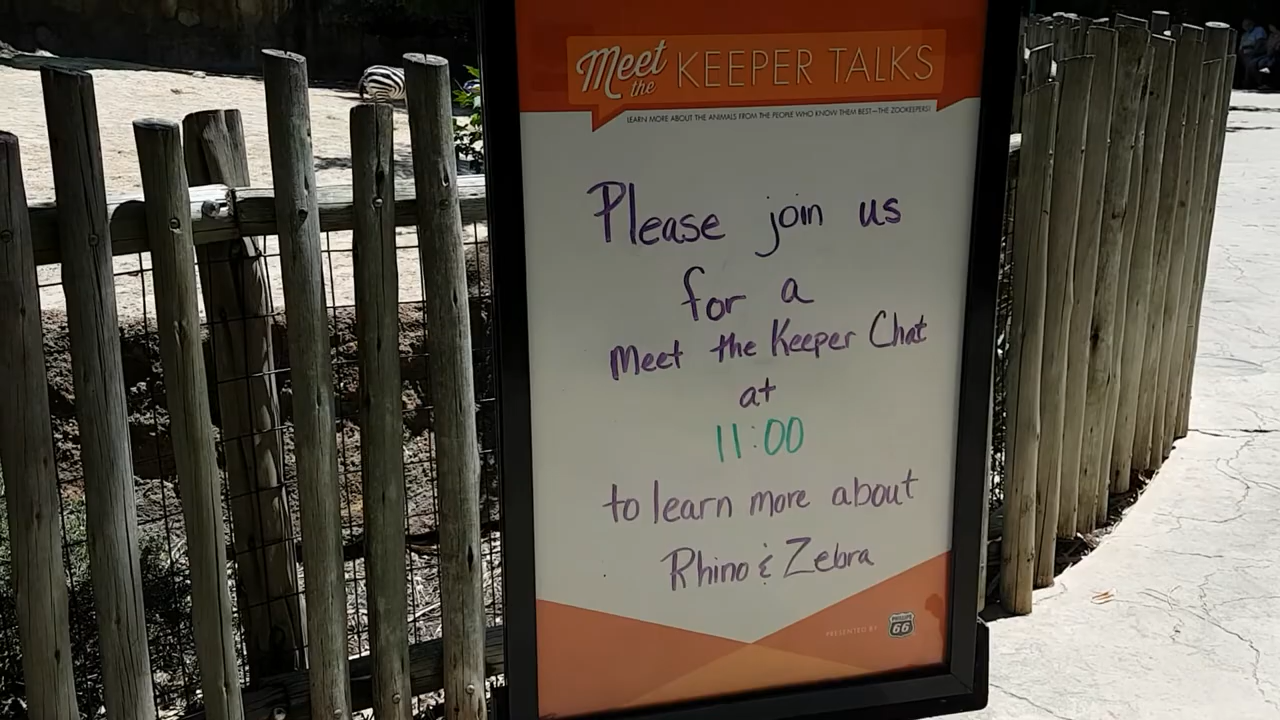 Meet the KEEPER TALKS
LEARN MORE ABOUT THE ANIMALS FROM THE PEOPLE WHO KNOW THEM BEST—THE ZOOKEEPERS!
Please join us
for a
Meet the Keeper Chat
at
11:00
to learn more about
Rhino & Zebra
PRESENTED BY
66